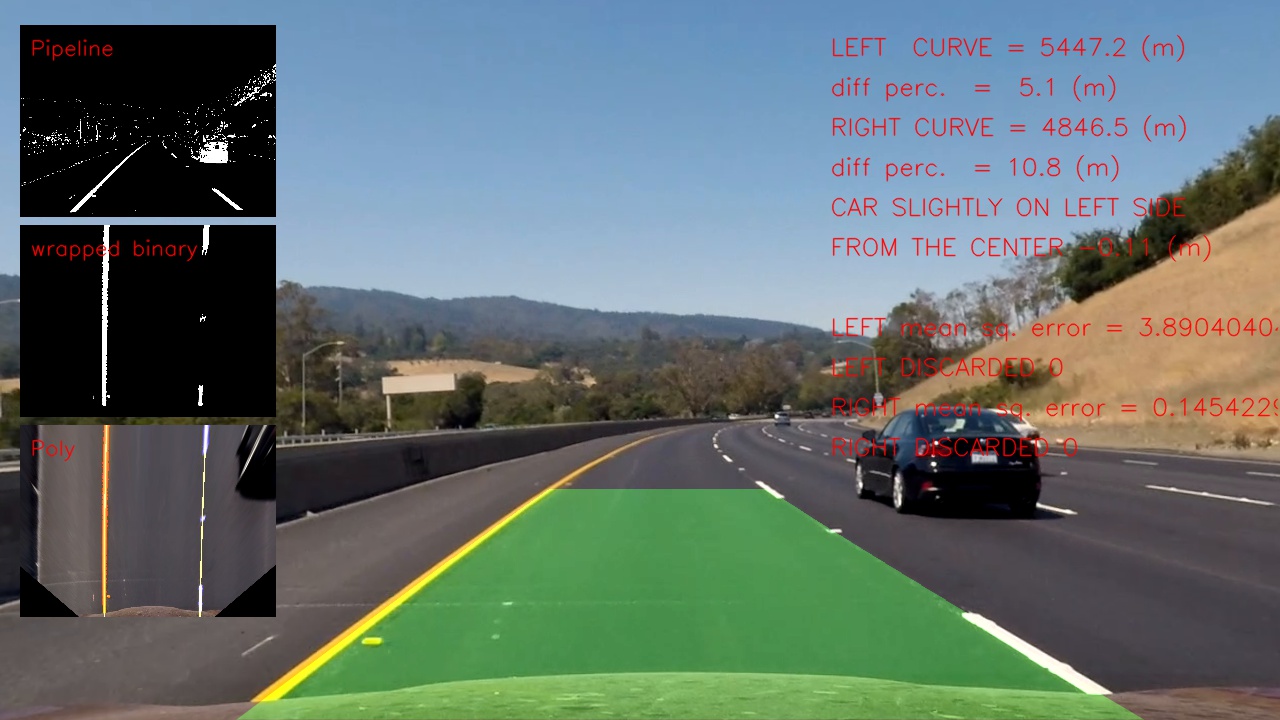 Pipeline
wrapped binary
Poly
LEFT CURVE = 5447.2 (m)
diff perc. = 5.1 (m)
RIGHT CURVE = 4846.5 (m)
diff perc. = 10.8 (m)
CAR SLIGHTLY ON LEFT SIDE
FROM THE CENTER -0.11 (m)
LEFT mean sq. error = 3.8904040
LEFT DISCARDED 0
RIGHT mean sq. error = 0.145422
RIGHT DISCARDED 0